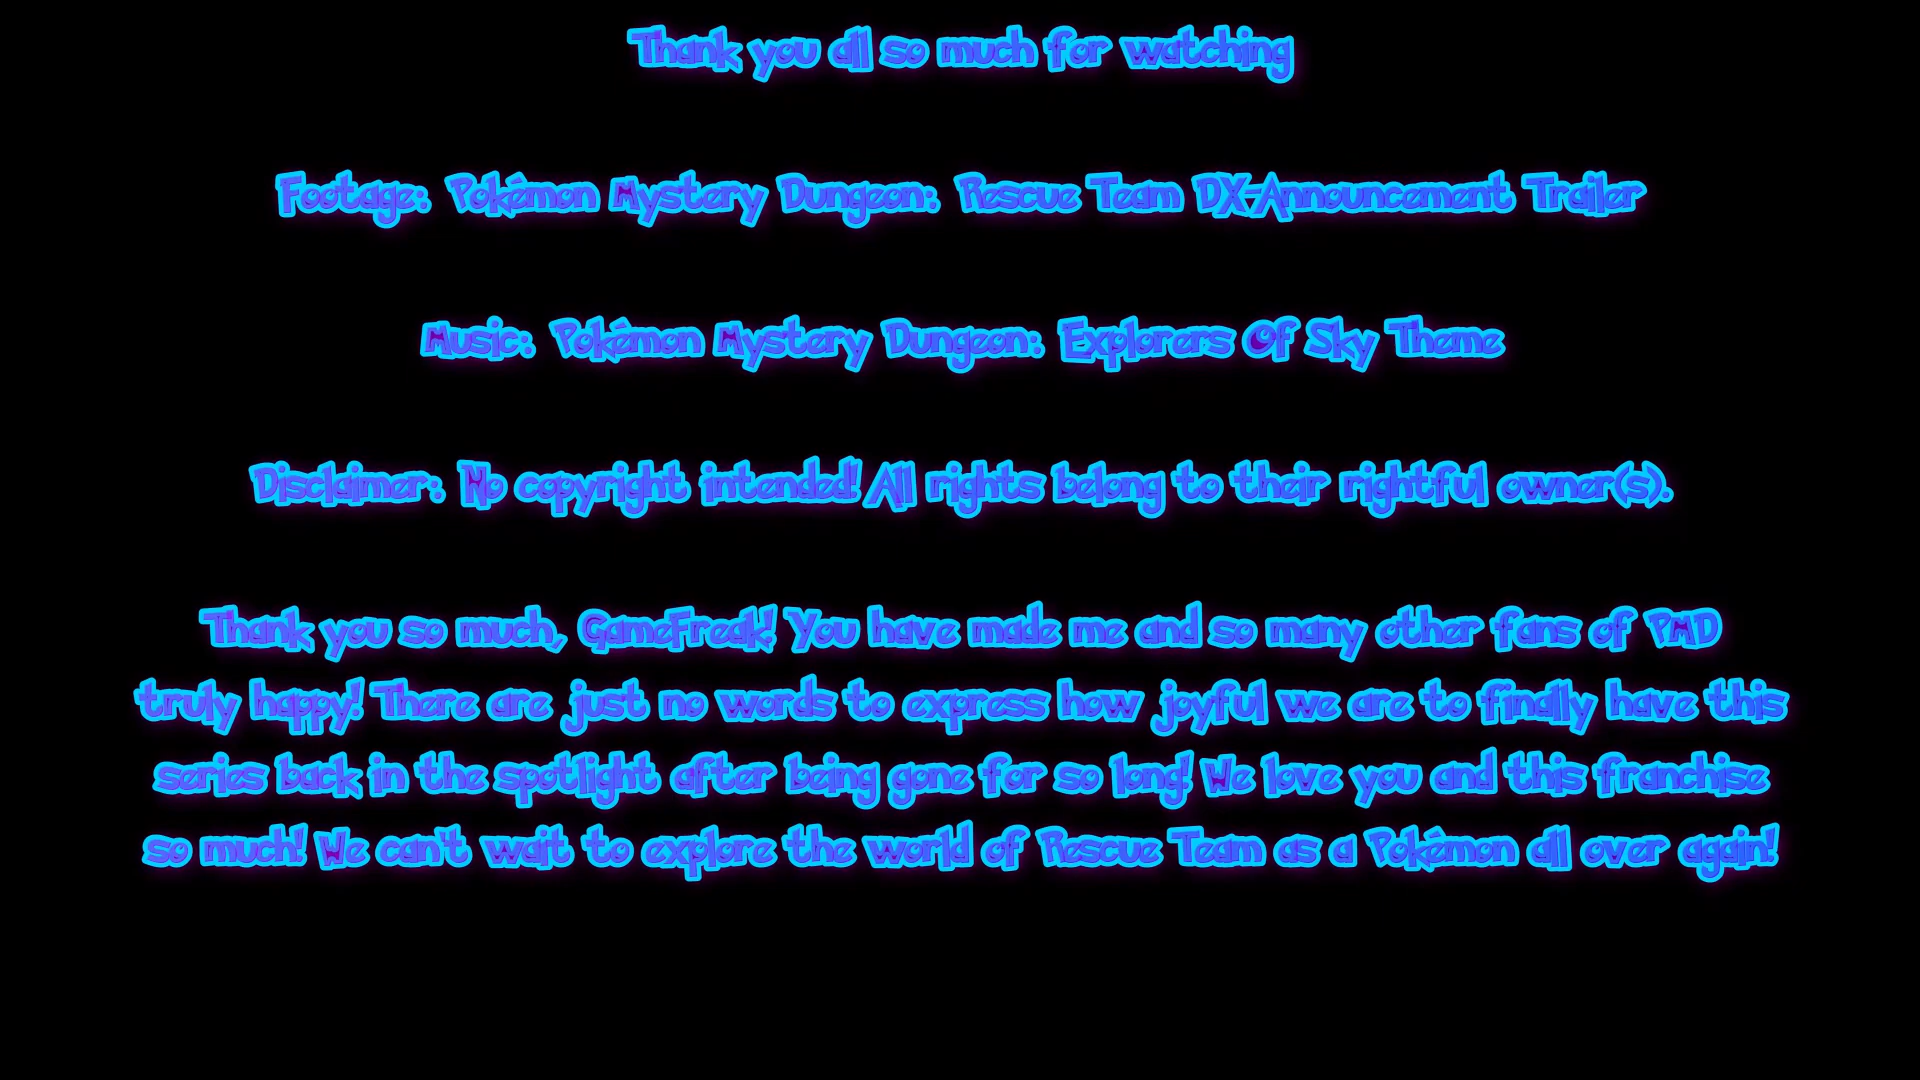 Thank you all so much for watching
Footage: Pokémon Mystery Dungeon: Rescue Team DX-Announcement Trailer
Music: Pokémon Mystery Dungeon: Explorers Of Sky Theme
Disclaimer: No copyright intended! All rights belong to their rightful owner(s).
Thank you so much, GameFreak! You have made me and so many other fans of PMD
truly happy! There are just no words to express how joyful we are to finally have this
series back in the spotlight after being gone for so long! We love you and this franchise
so much! We can't wait to explore the world of Rescue Team as a Pokémon all over again!